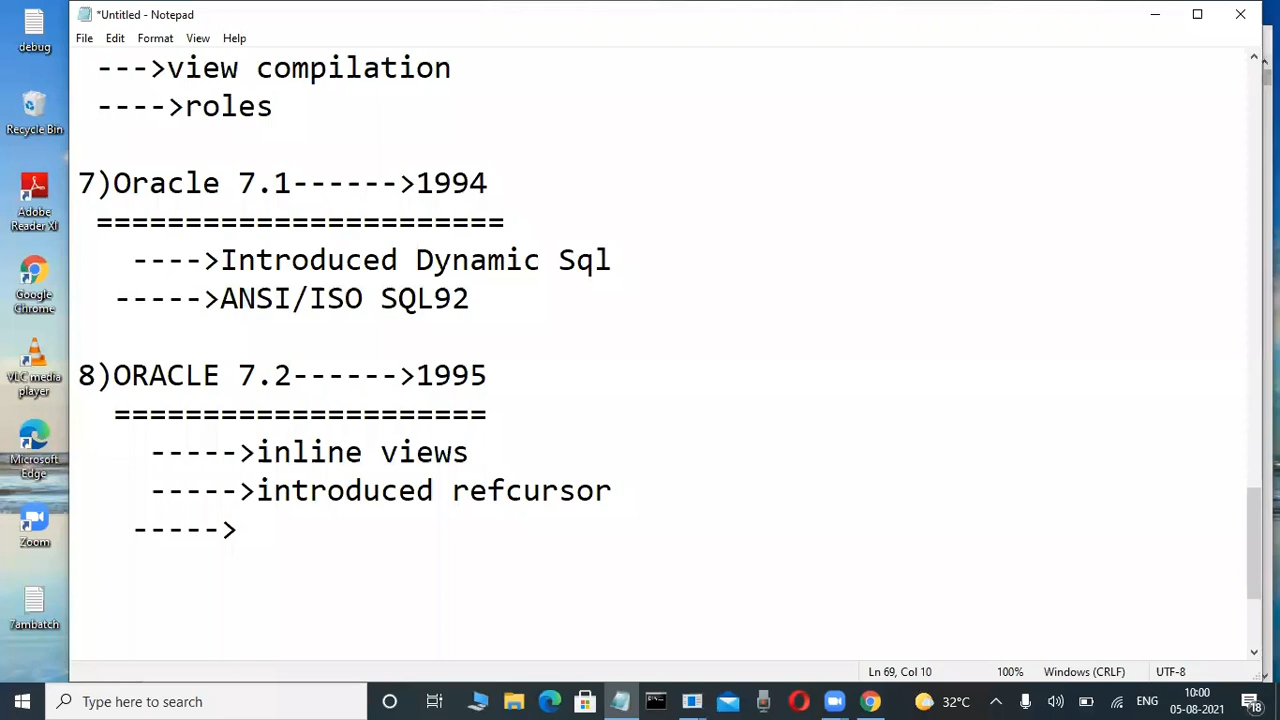 *Untitled - Notepad
File Edit Format View Help
--->view compilation
---->roles
7)Oracle 7.1------>1994
=======================
---->Introduced Dynamic Sql
----->ANSI/ISO SQL92
8)ORACLE 7.2------>1995
=====================
----->inline views
----->introduced refcursor
----->
debug
Recycle Bin
Adobe
Reader XI
Google
Chrome
VLC media
player
Microsoft
Edge
Zoom
7ambatch
Ln 69, Col 10
100%
Windows (CRLF)
UTF-8
Type here to search
32°C
ENG
10:00
05-08-2021
18